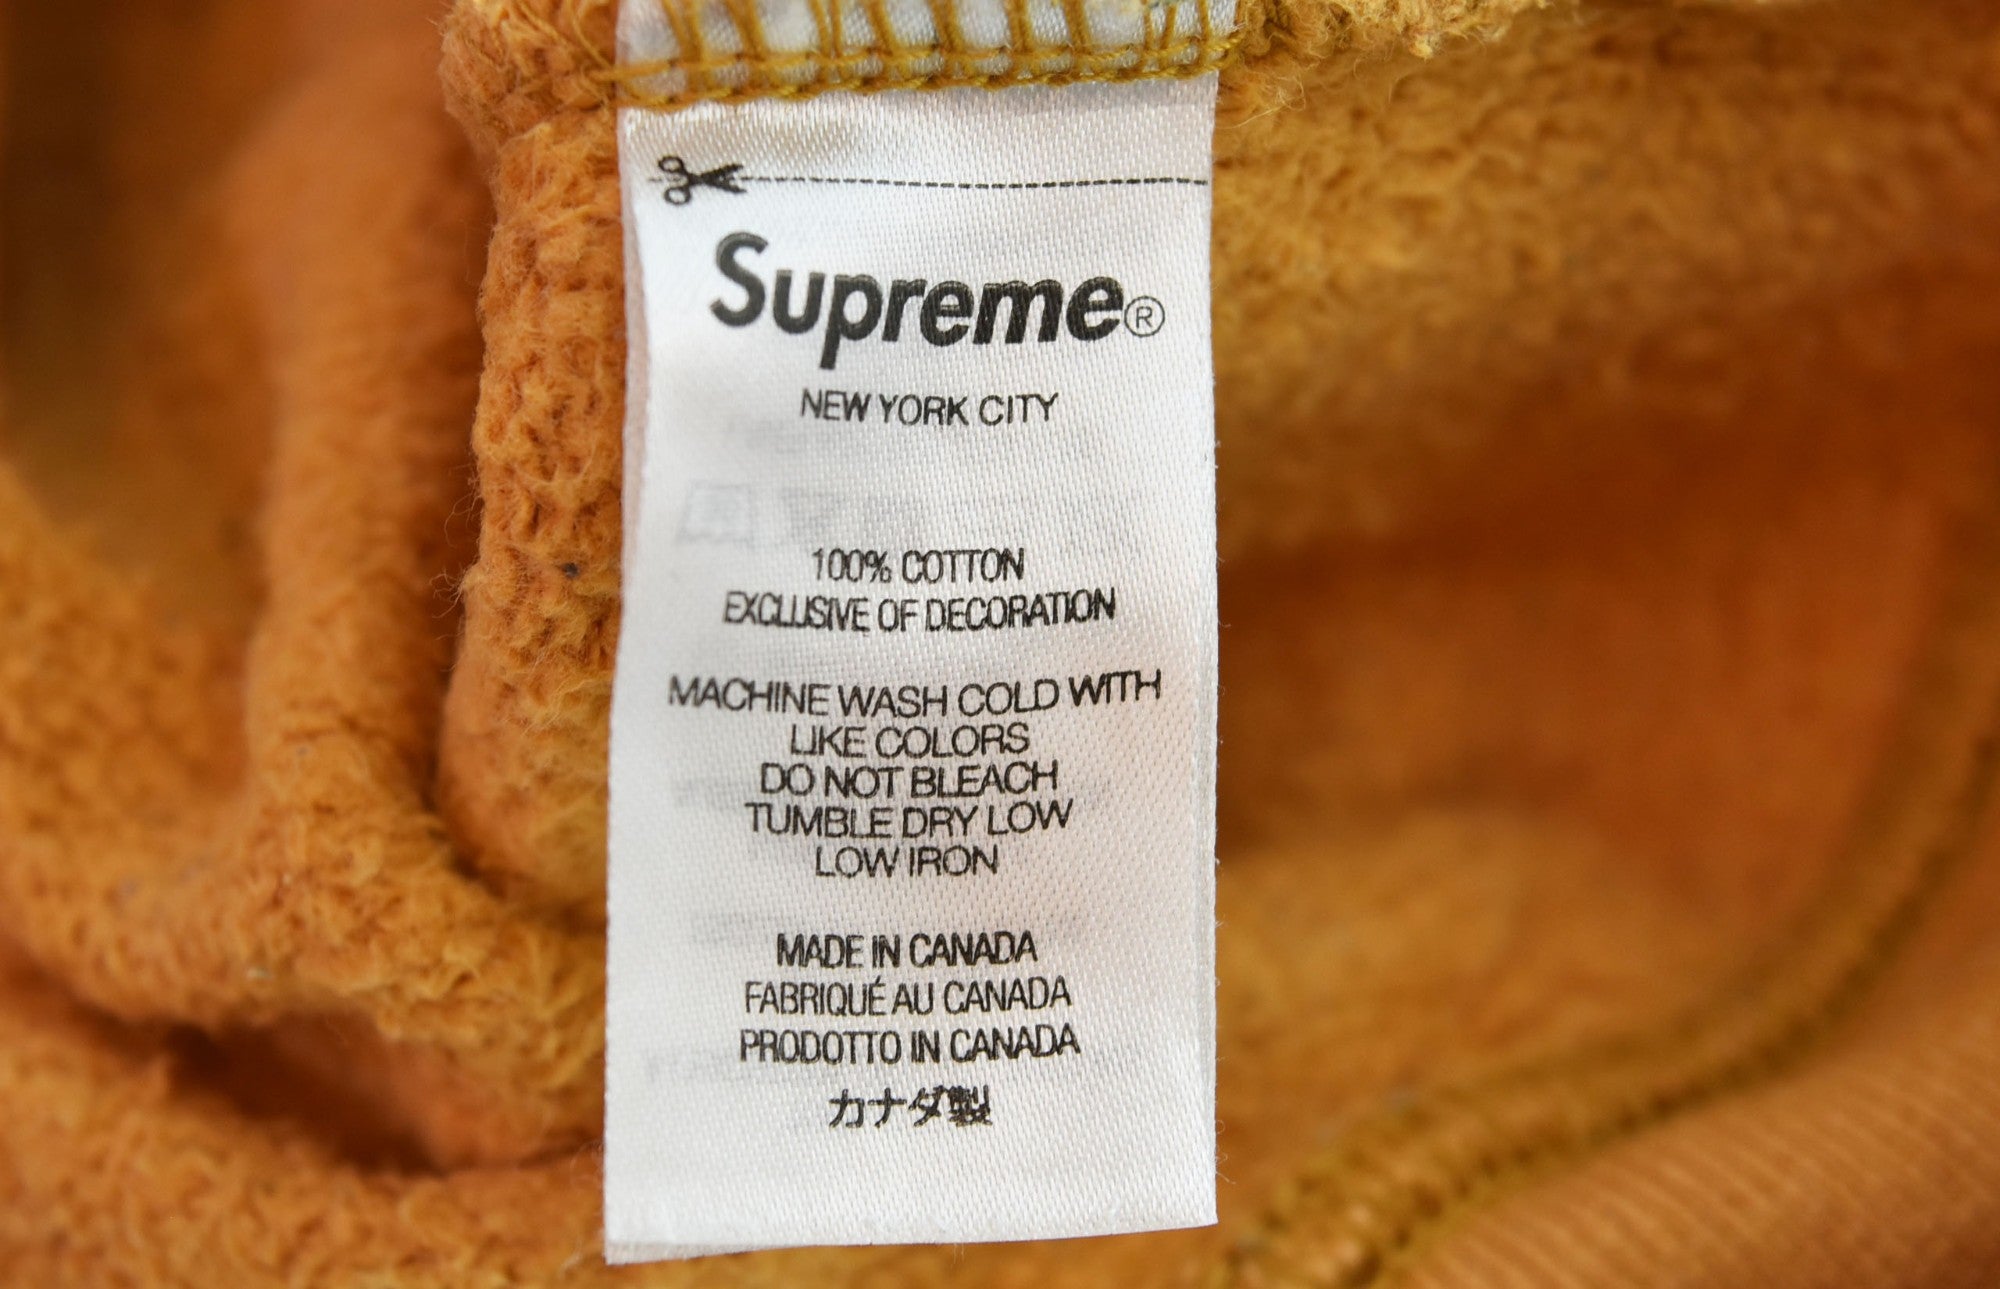 Supreme®
NEW YORK CITY
100% COTTON
EXCLUSIVE OF DECORATION
MACHINE WASH COLD WITH
LIKE COLORS
DO NOT BLEACH
TUMBLE DRY LOW
LOW IRON
MADE IN CANADA
FABRIQUÉ AU CANADA
PRODOTTO IN CANADA
カナダ製